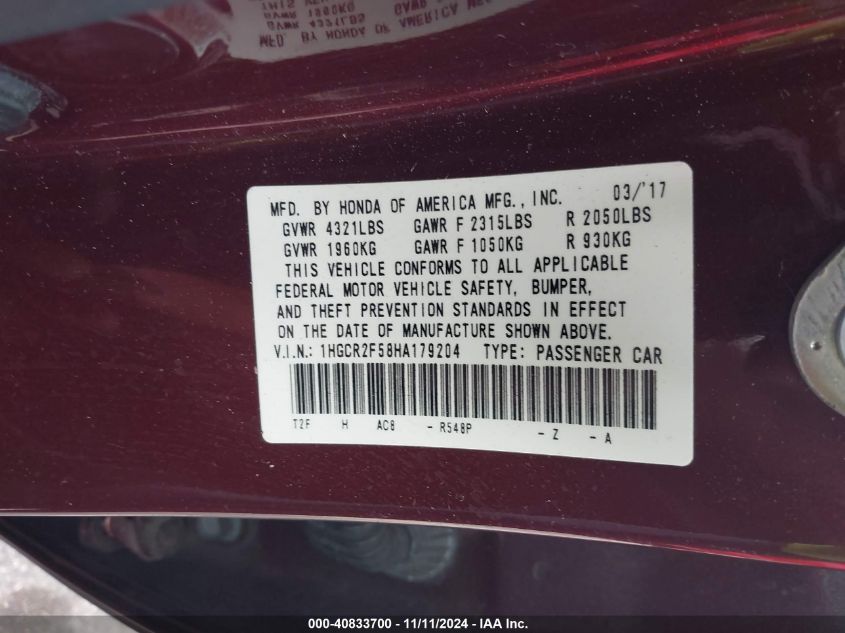 MFD. BY HONDA OF AMERICA MFG., INC. 03/'17
GVWR 4321LBS GAWR F 2315LBS R 2050LBS
GVWR 1960KG GAWR F 1050KG R 930KG
THIS VEHICLE CONFORMS TO ALL APPLICABLE
FEDERAL MOTOR VEHICLE SAFETY, BUMPER,
AND THEFT PREVENTION STANDARDS IN EFFECT
ON THE DATE OF MANUFACTURE SHOWN ABOVE.
V.I.N.: 1HGCR2F58HA179204 TYPE: PASSENGER CAR
T2F H AC8 - R548P - Z - A
000-40833700 - 11/11/2024 - IAA Inc.